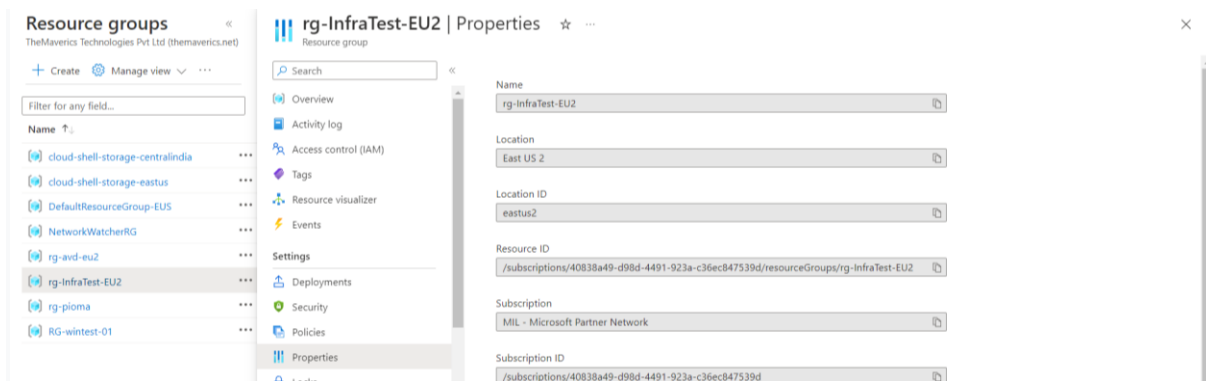 Resource groups
TheMaverics Technologies Pvt Ltd (themaverics.net)
Create Manage view
Filter for any field...
Name
cloud-shell-storage-centralindia
cloud-shell-storage-eastus
DefaultResourceGroup-EUS
NetworkWatcherRG
rg-avd-eu2
rg-InfraTest-EU2
rg-pioma
RG-wintest-01
rg-InfraTest-EU2 | Properties
Resource group
Search
Overview
Activity log
Access control (IAM)
Tags
Resource visualizer
Events
Settings
Deployments
Security
Policies
Properties
Locks
Name
rg-InfraTest-EU2
Location
East US 2
Location ID
eastus2
Resource ID
/subscriptions/40838a49-d98d-4491-923a-c36ec847539d/resourceGroups/rg-InfraTest-EU2
Subscription
MIL - Microsoft Partner Network
Subscription ID
/subscriptions/40838a49-d98d-4491-923a-c36ec847539d